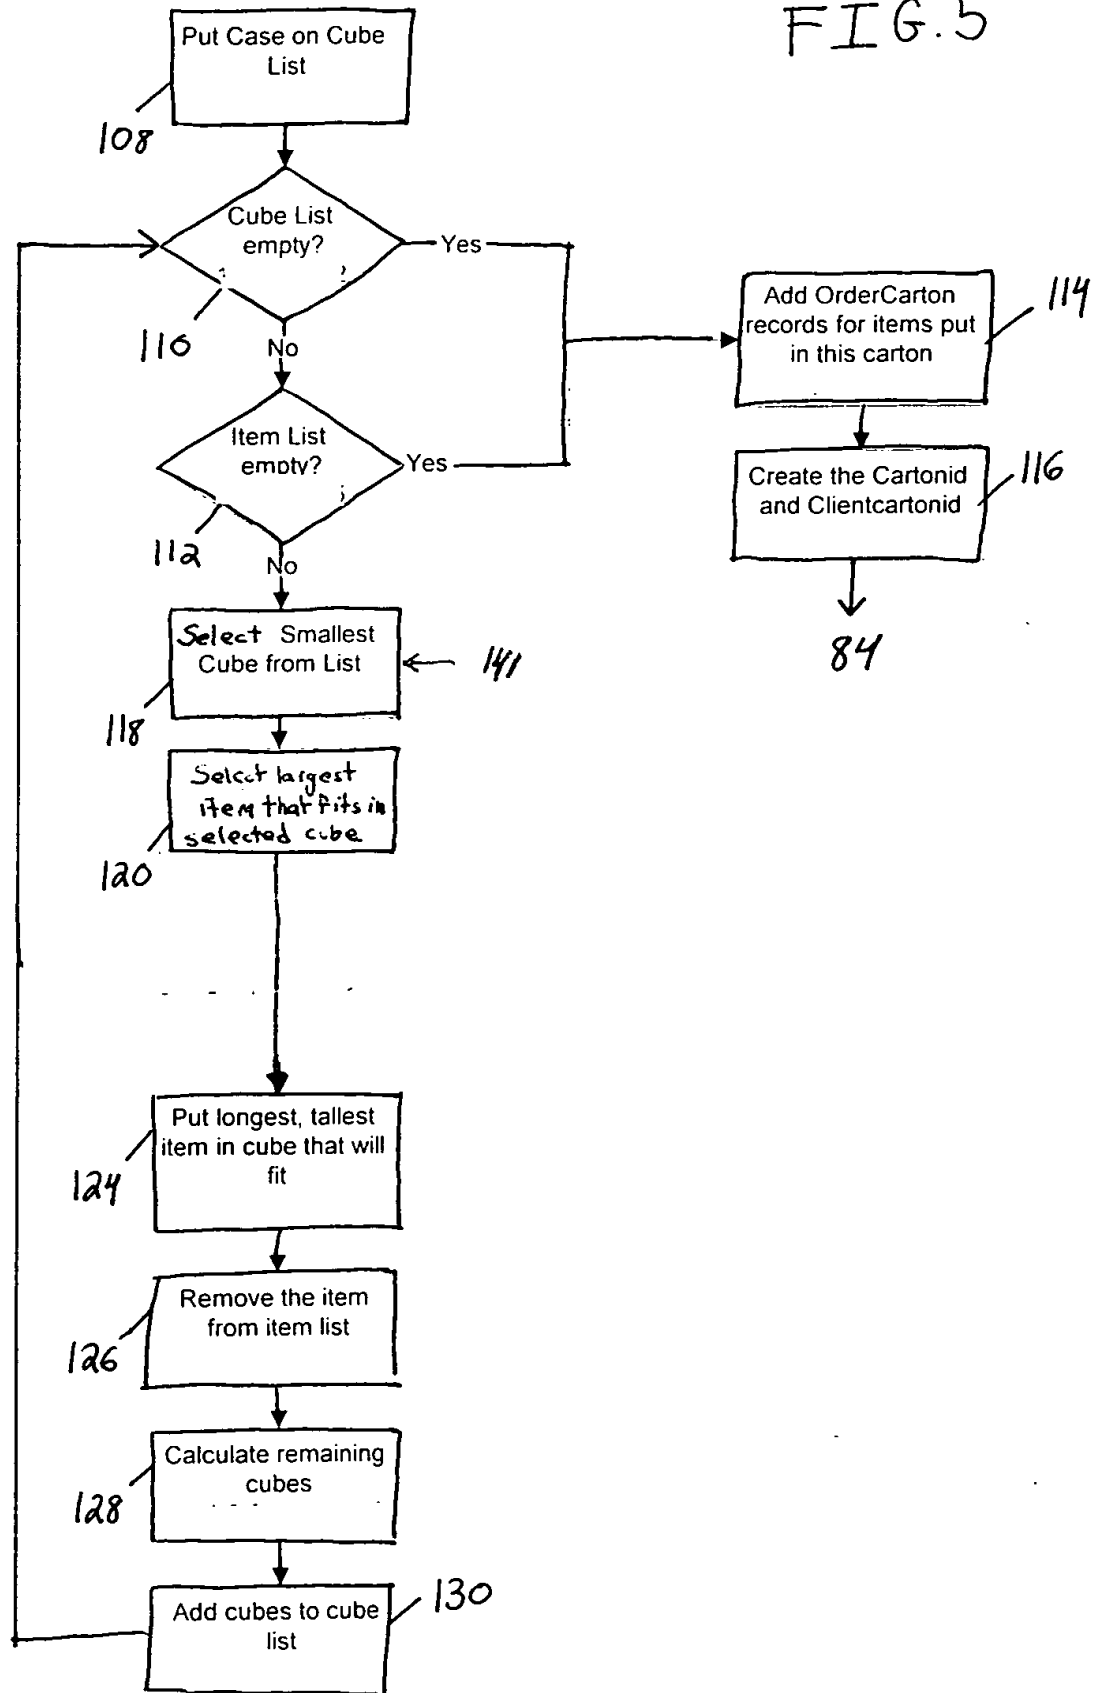 FIG.5
Put Case on Cube
List
108
Cube List
empty?
Yes
110
No
Item List
empty?
Yes
112
No
Add OrderCarton
records for items put
in this carton
114
Create the Cartonid
and Clientcartonid
116
84
Select Smallest
Cube from List
141
118
Select largest
item that fits in
selected cube
120
Put longest, tallest
item in cube that will
fit
124
Remove the item
from item list
126
Calculate remaining
cubes
128
Add cubes to cube
list
130